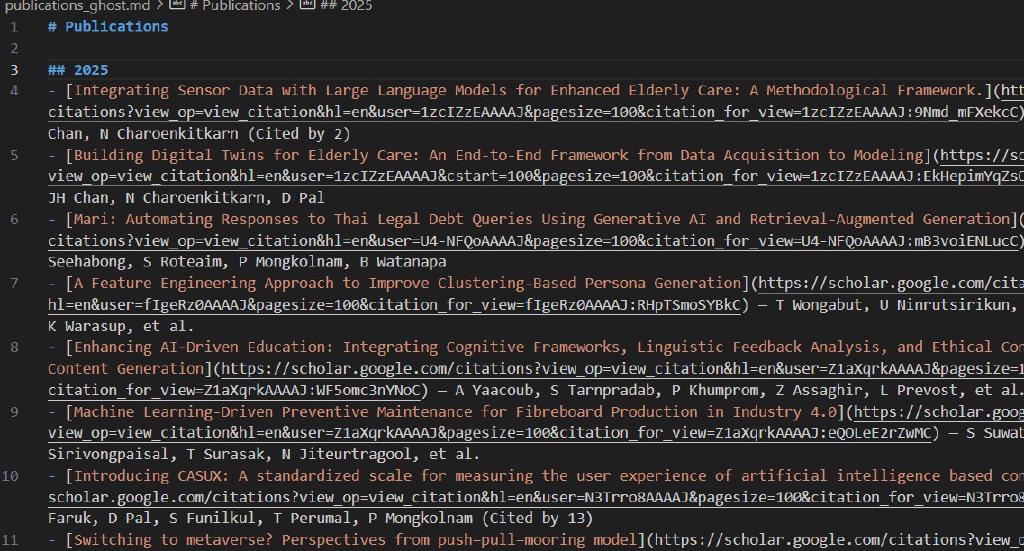 publications_ghost.md > # Publications > ## 2025
1 # Publications
2
3 ## 2025
4 - [Integrating Sensor Data with Large Language Models for Enhanced Elderly Care: A Methodological Framework.](htt
citations?view_op=view_citation&hl=en&user=1zcIZzEAAAAJ&pagesize=100&citation_for_view=1zcIZzEAAAAJ:9Nmd_mFXekcC)
Chan, N Charoenkitkarn (Cited by 2)
5 - [Building Digital Twins for Elderly Care: An End-to-End Framework from Data Acquisition to Modeling](https://sc
view_op=view_citation&hl=en&user=1zcIZzEAAAAJ&cstart=100&pagesize=100&citation_for_view=1zcIZzEAAAAJ:EkHepimYqZsC
JH Chan, N Charoenkitkarn, D Pal
6 - [Mari: Automating Responses to Thai Legal Debt Queries Using Generative AI and Retrieval-Augmented Generation](
citations?view_op=view_citation&hl=en&user=U4-NFQoAAAAJ&pagesize=100&citation_for_view=U4-NFQoAAAAJ:mB3voiENLucC)
Seehabong, S Roteaim, P Mongkolnam, B Watanapa
7 - [A Feature Engineering Approach to Improve Clustering-Based Persona Generation](https://scholar.google.com/cita
hl=en&user=fIgeRz0AAAAJ&pagesize=100&citation_for_view=fIgeRz0AAAAJ:RHpTSmoSYBkC) — T Wongabut, U Ninrutsirikun,
K Warasup, et al.
8 - [Enhancing AI-Driven Education: Integrating Cognitive Frameworks, Linguistic Feedback Analysis, and Ethical Con
Content Generation](https://scholar.google.com/citations?view_op=view_citation&hl=en&user=Z1aXqrkAAAAJ&pagesize=1
citation_for_view=Z1aXqrkAAAAJ:WF5omc3nYNoC) — A Yaacoub, S Tarnpradab, P Khumprom, Z Assaghir, L Prevost, et al.
9 - [Machine Learning-Driven Preventive Maintenance for Fibreboard Production in Industry 4.0](https://scholar.goog
view_op=view_citation&hl=en&user=Z1aXqrkAAAAJ&pagesize=100&citation_for_view=Z1aXqrkAAAAJ:eQOLeE2rZwMC) — S Suwat
Sirivongpaisal, T Surasak, N Jiteurtragool, et al.
10 - [Introducing CASUX: A standardized scale for measuring the user experience of artificial intelligence based con
scholar.google.com/citations?view_op=view_citation&hl=en&user=N3Trro8AAAAJ&pagesize=100&citation_for_view=N3Trro8
Faruk, D Pal, S Funilkul, T Perumal, P Mongkolnam (Cited by 13)
11 - [Switching to metaverse? Perspectives from push-pull-mooring model](https://scholar.google.com/citations?view_o